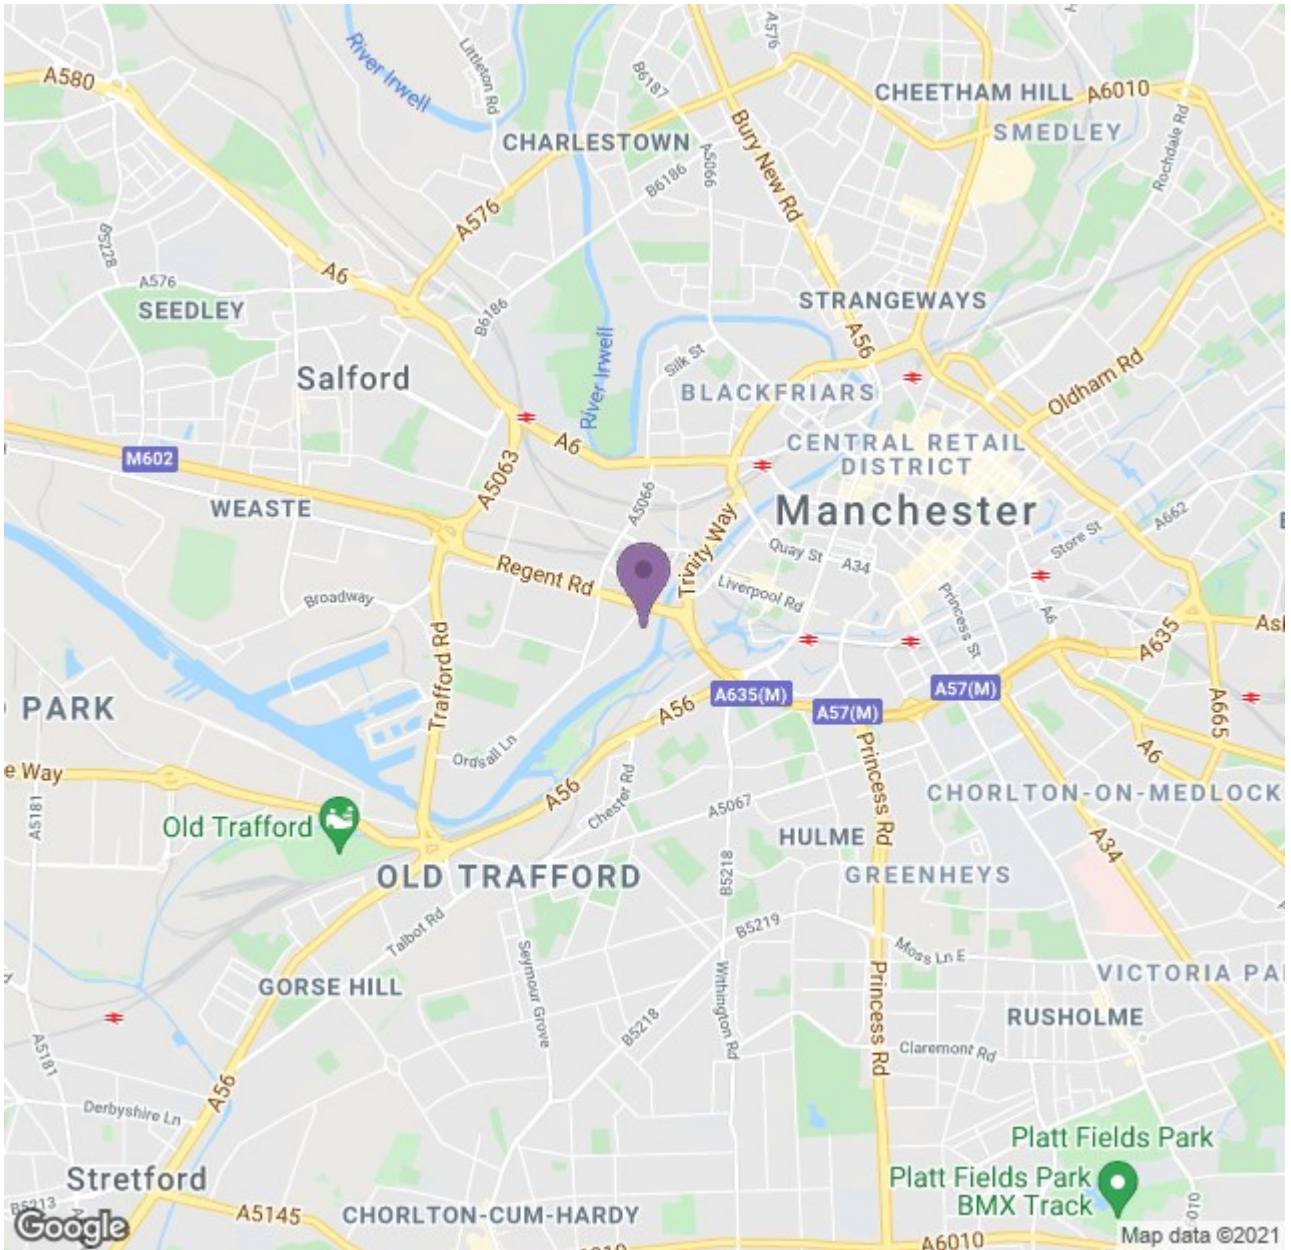 A580
River Irwell
Littleton Rd
A576
B6187
CHEETHAM HILL
A6010
SMEDLEY
CHARLESTOWN
Bury New Rd
A5066
B6186
Rochdale Rd
A576
B5228
A6
A576
SEEDLEY
B6186
STRANGEWAYS
A56
River Irwell
Silk St
Salford
BLACKFRIARS
Oldham Rd
CENTRAL RETAIL
DISTRICT
A6
M602
A5063
A5066
WEASTE
Manchester
Trinity Way
Quay St
A34
Store St
A662
Regent Rd
Liverpool Rd
Princess St
A6
Broadway
Trafford Rd
A635
PARK
A635(M)
A57(M)
A56
A57(M)
A665
Ordsall Ln
Princess Rd
A6
e Way
A5181
A56
Chester Rd
A5067
CHORLTON-ON-MEDLOCK
Old Trafford
HULME
A34
OLD TRAFFORD
B5218
GREENHEYS
Talbot Rd
B5219
Moss Ln E
Seymour Grove
Withington Rd
Princess Rd
VICTORIA PA
GORSE HILL
B5218
RUSHOLME
A5181
Claremont Rd
A56
Derbyshire Ln
Platt Fields Park
Stretford
Platt Fields Park
BMX Track
B5213
A5145
CHORLTON-CUM-HARDY
A6010
Google
Map data ©2021